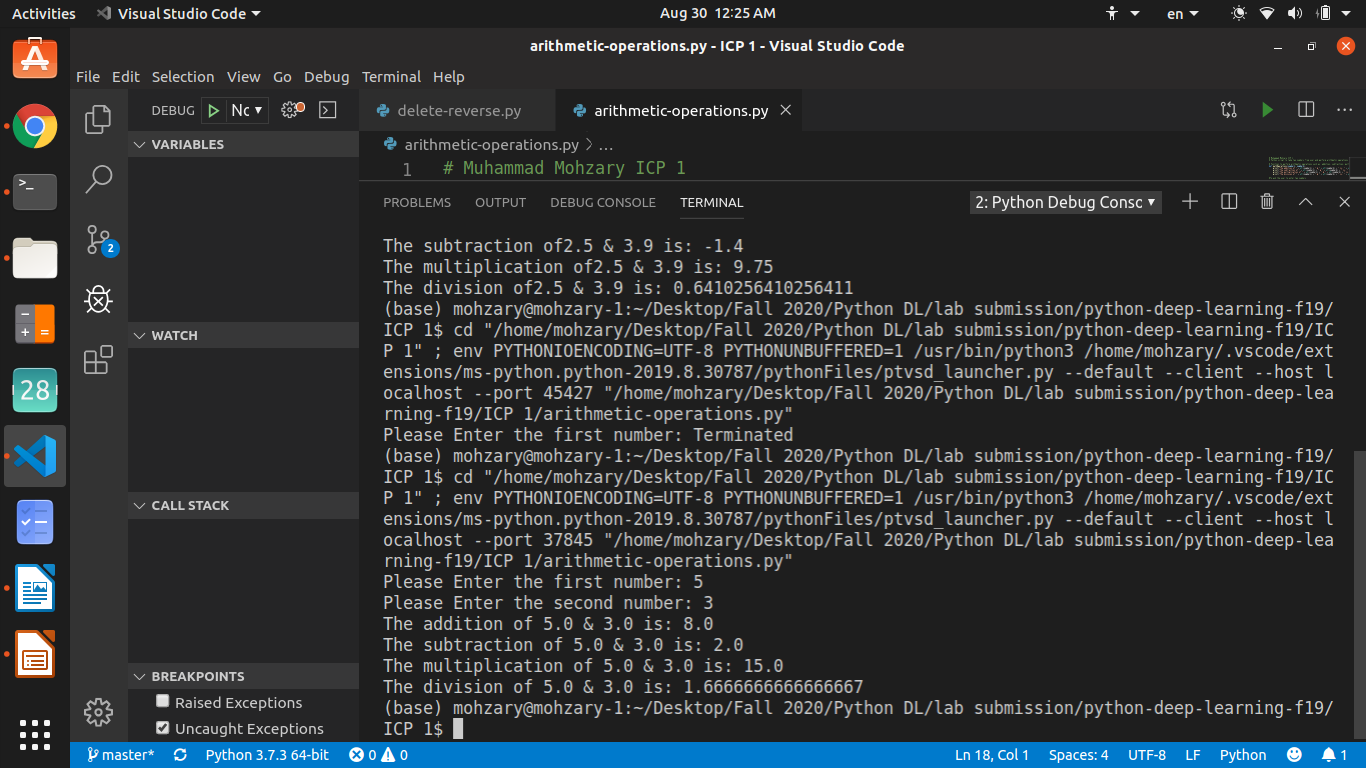 Activities Visual Studio Code Aug 30 12:25 AM en
arithmetic-operations.py - ICP 1 - Visual Studio Code
File Edit Selection View Go Debug Terminal Help
DEBUG Nc delete-reverse.py arithmetic-operations.py
VARIABLES
arithmetic-operations.py > ...
1 # Muhammad Mohzary ICP 1
PROBLEMS OUTPUT DEBUG CONSOLE TERMINAL 2: Python Debug Consc
The subtraction of2.5 & 3.9 is: -1.4
The multiplication of2.5 & 3.9 is: 9.75
The division of2.5 & 3.9 is: 0.6410256410256411
(base) mohzary@mohzary-1:~/Desktop/Fall 2020/Python DL/lab submission/python-deep-learning-f19/
ICP 1$ cd "/home/mohzary/Desktop/Fall 2020/Python DL/lab submission/python-deep-learning-f19/IC
P 1" ; env PYTHONIOENCODING=UTF-8 PYTHONUNBUFFERED=1 /usr/bin/python3 /home/mohzary/.vscode/ext
ensions/ms-python.python-2019.8.30787/pythonFiles/ptvsd_launcher.py --default --client --host l
ocalhost --port 45427 "/home/mohzary/Desktop/Fall 2020/Python DL/lab submission/python-deep-lea
rning-f19/ICP 1/arithmetic-operations.py"
Please Enter the first number: Terminated
(base) mohzary@mohzary-1:~/Desktop/Fall 2020/Python DL/lab submission/python-deep-learning-f19/
ICP 1$ cd "/home/mohzary/Desktop/Fall 2020/Python DL/lab submission/python-deep-learning-f19/IC
P 1" ; env PYTHONIOENCODING=UTF-8 PYTHONUNBUFFERED=1 /usr/bin/python3 /home/mohzary/.vscode/ext
ensions/ms-python.python-2019.8.30787/pythonFiles/ptvsd_launcher.py --default --client --host l
ocalhost --port 37845 "/home/mohzary/Desktop/Fall 2020/Python DL/lab submission/python-deep-lea
rning-f19/ICP 1/arithmetic-operations.py"
Please Enter the first number: 5
Please Enter the second number: 3
The addition of 5.0 & 3.0 is: 8.0
The subtraction of 5.0 & 3.0 is: 2.0
The multiplication of 5.0 & 3.0 is: 15.0
The division of 5.0 & 3.0 is: 1.6666666666666667
(base) mohzary@mohzary-1:~/Desktop/Fall 2020/Python DL/lab submission/python-deep-learning-f19/
ICP 1$
2
WATCH
28
CALL STACK
BREAKPOINTS
Raised Exceptions
Uncaught Exceptions
master* Python 3.7.3 64-bit 0 0 Ln 18, Col 1 Spaces: 4 UTF-8 LF Python 1